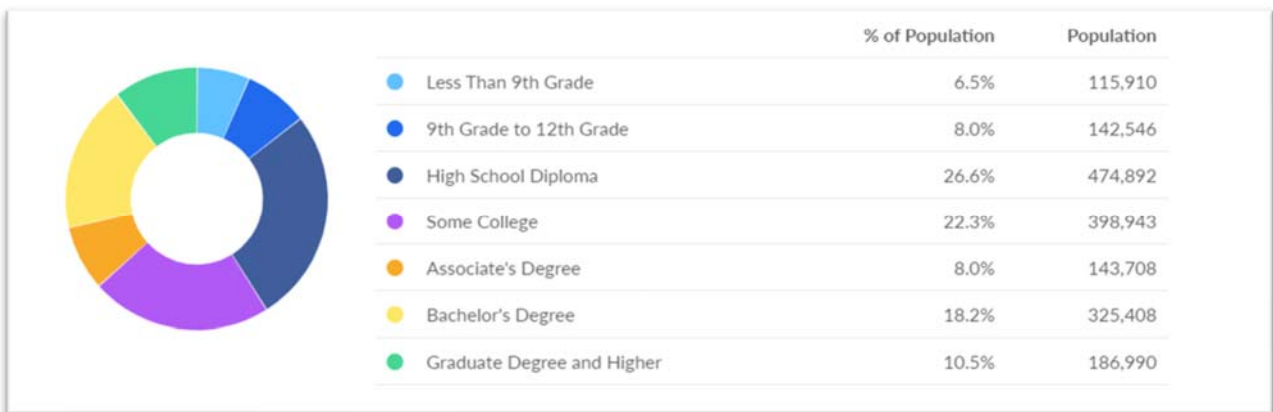 % of Population Population
Less Than 9th Grade 6.5% 115,910
9th Grade to 12th Grade 8.0% 142,546
High School Diploma 26.6% 474,892
Some College 22.3% 398,943
Associate's Degree 8.0% 143,708
Bachelor's Degree 18.2% 325,408
Graduate Degree and Higher 10.5% 186,990